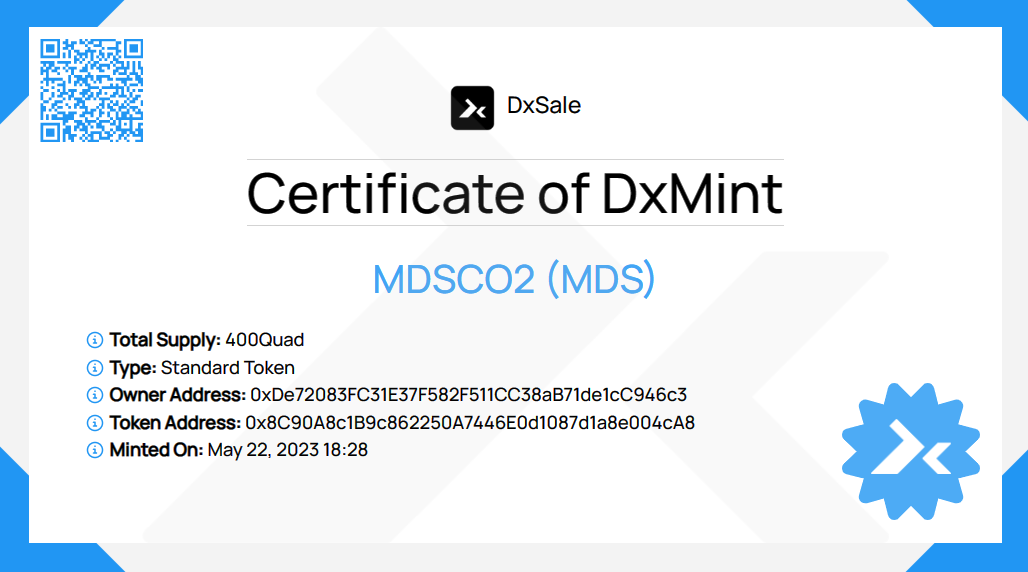 DxSale
Certificate of DxMint
MDSCO2 (MDS)
Total Supply: 400Quad
Type: Standard Token
Owner Address: 0xDe72083FC31E37F582F511CC38aB71de1cC946c3
Token Address: 0x8C90A8c1B9c862250A7446E0d1087d1a8e004cA8
Minted On: May 22, 2023 18:28